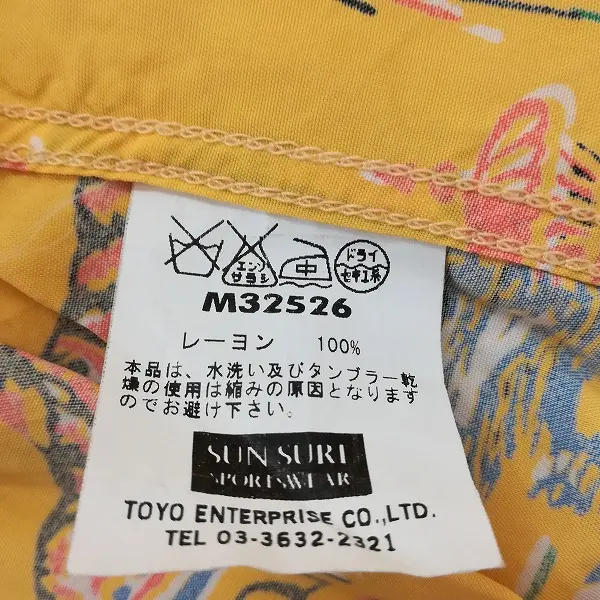 エンソ
サラシ
中
ドライ
セキユ系
M32526
レーヨン 100%
本品は、水洗い及びタンブラー乾
燥の使用は縮みの原因となります
のでお避け下さい。
SUN SURF
SPORTSWEAR
TOYO ENTERPRISE CO.,LTD.
TEL 03-3632-2321